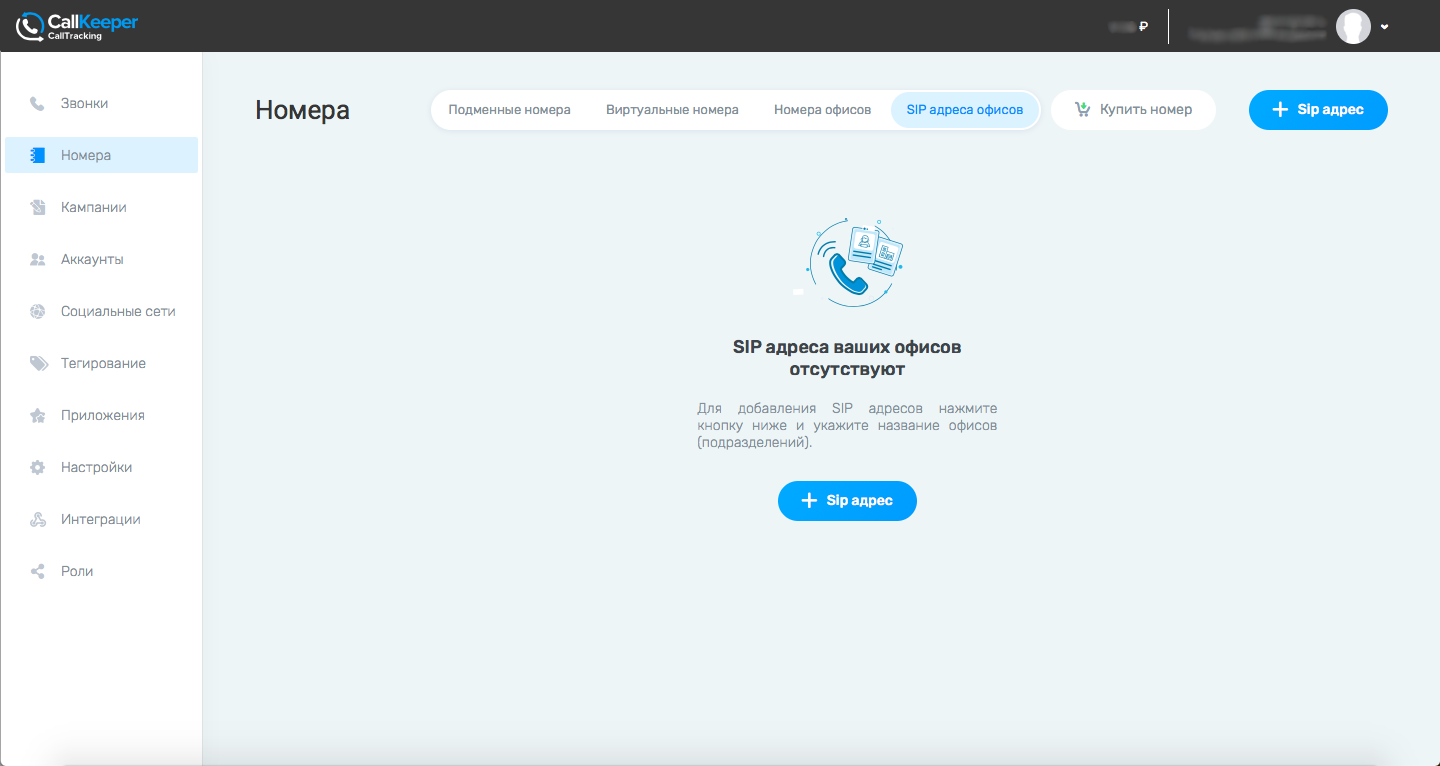 CallKeeper
CallTracking
₽
Звонки
Номера
Кампании
Аккаунты
Социальные сети
Тегирование
Приложения
Настройки
Интеграции
Роли
Номера
Подменные номера
Виртуальные номера
Номера офисов
SIP адреса офисов
Купить номер
Sip адрес
SIP адреса ваших офисов
отсутствуют
Для добавления SIP адресов нажмите
кнопку ниже и укажите название офисов
(подразделений).
Sip адрес